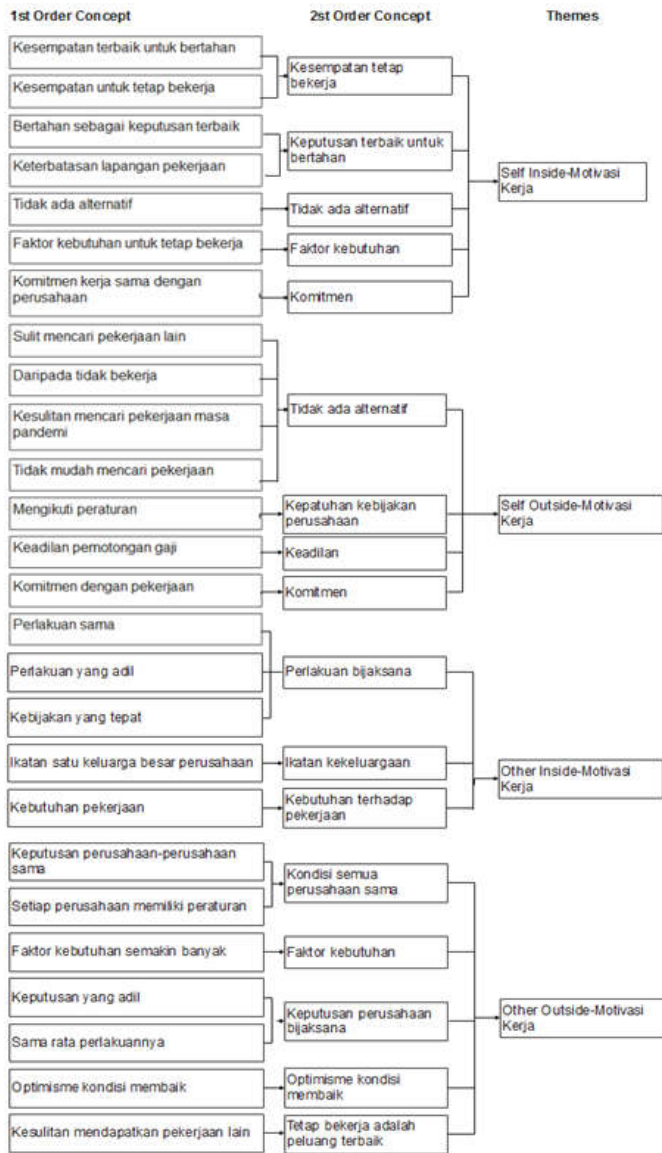 1st Order Concept
2st Order Concept
Themes
Kesempatan terbaik untuk bertahan
Kesempatan untuk tetap bekerja
Kesempatan tetap
bekerja
Bertahan sebagai keputusan terbaik
Keterbatasan lapangan pekerjaan
Keputusan terbaik untuk
bertahan
Tidak ada alternatif
Tidak ada alternatif
Faktor kebutuhan untuk tetap bekerja
Faktor kebutuhan
Komitmen kerja sama dengan
perusahaan
Komitmen
Self Inside-Motivasi
Kerja
Sulit mencari pekerjaan lain
Daripada tidak bekerja
Kesulitan mencari pekerjaan masa
pandemi
Tidak mudah mencari pekerjaan
Tidak ada alternatif
Mengikuti peraturan
Kepatuhan kebijakan
perusahaan
Keadilan pemotongan gaji
Keadilan
Komitmen dengan pekerjaan
Komitmen
Self Outside-Motivasi
Kerja
Perlakuan sama
Perlakuan yang adil
Kebijakan yang tepat
Perlakuan bijaksana
Ikatan satu keluarga besar perusahaan
Ikatan kekeluargaan
Kebutuhan pekerjaan
Kebutuhan terhadap
pekerjaan
Other Inside-Motivasi
Kerja
Keputusan perusahaan-perusahaan
sama
Setiap perusahaan memiliki peraturan
Kondisi semua
perusahaan sama
Faktor kebutuhan semakin banyak
Faktor kebutuhan
Keputusan yang adil
Sama rata perlakuannya
Keputusan perusahaan
bijaksana
Optimisme kondisi membaik
Optimisme kondisi
membaik
Kesulitan mendapatkan pekerjaan lain
Tetap bekerja adalah
peluang terbaik
Other Outside-Motivasi
Kerja